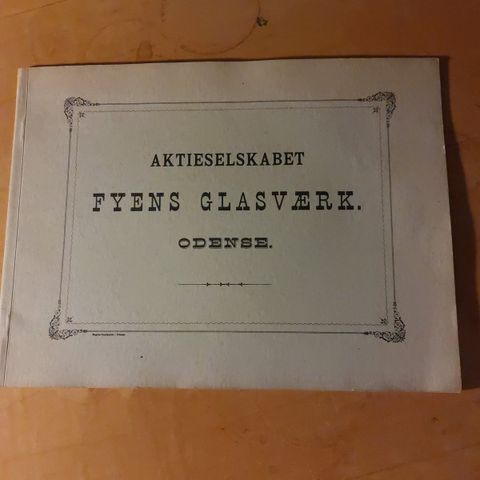 AKTIESELSKABET
FYENS GLASVÆRK.
ODENSE.